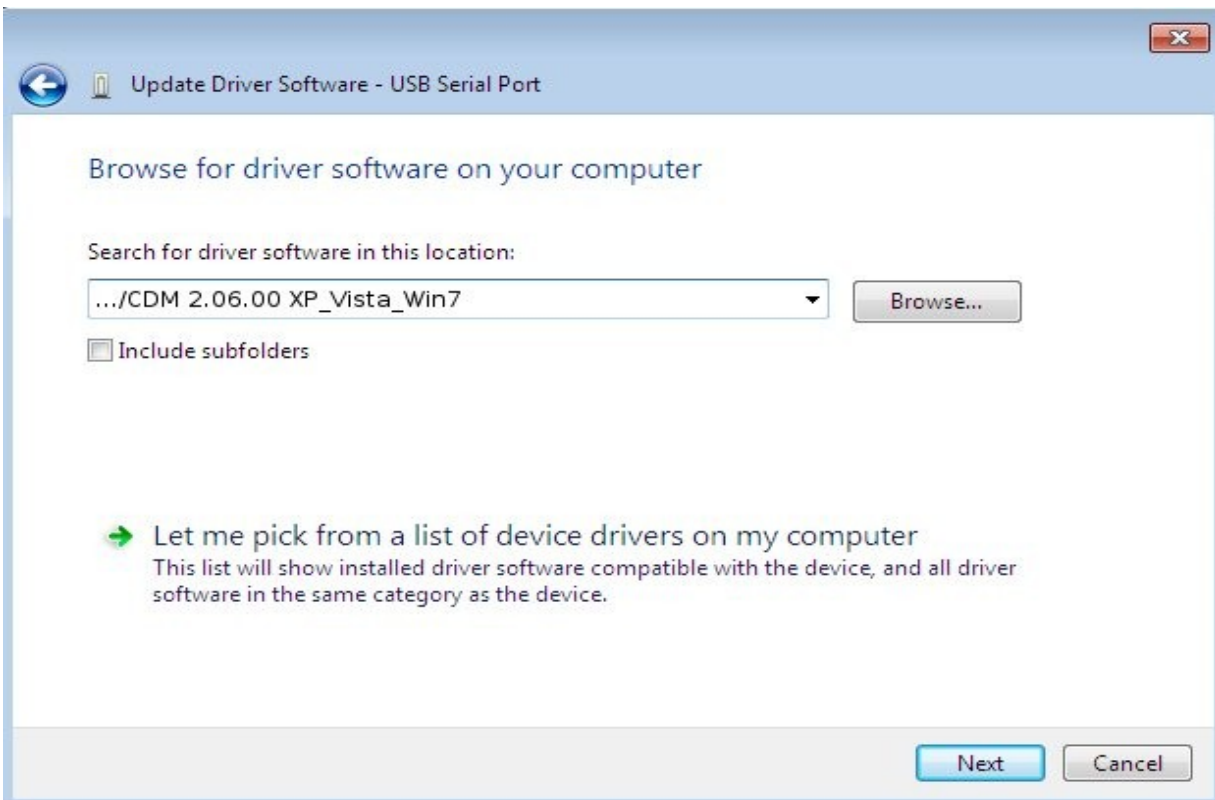 Update Driver Software - USB Serial Port
Browse for driver software on your computer
Search for driver software in this location:
.../CDM 2.06.00 XP_Vista_Win7
Browse...
Include subfolders
Let me pick from a list of device drivers on my computer
This list will show installed driver software compatible with the device, and all driver
software in the same category as the device.
Next
Cancel